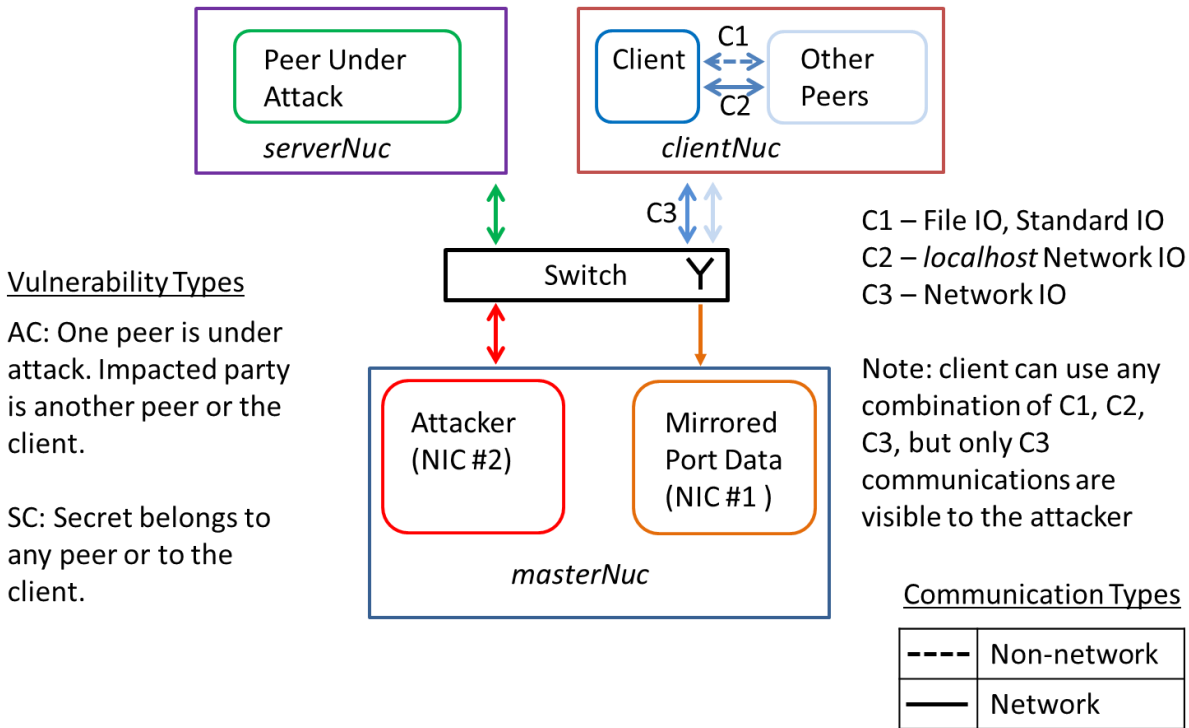 Peer Under
Attack
serverNuc
Client
C1
C2
Other
Peers
clientNuc
C3
Switch
Attacker
(NIC #2)
Mirrored
Port Data
(NIC #1 )
masterNuc
Vulnerability Types
AC: One peer is under
attack. Impacted party
is another peer or the
client.
SC: Secret belongs to
any peer or to the
client.
C1 – File IO, Standard IO
C2 – localhost Network IO
C3 – Network IO
Note: client can use any
combination of C1, C2,
C3, but only C3
communications are
visible to the attacker
Communication Types
Non-network
Network